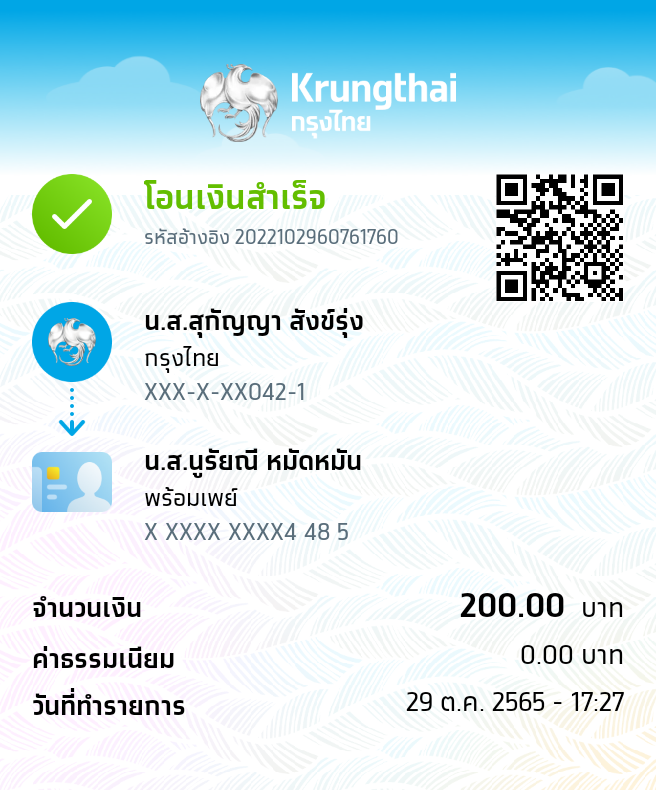 Krungthai
กรุงไทย
โอนเงินสำเร็จ
รหัสอ้างอิง 2022102960761760
น.ส.สุกัญญา สังข์รุ่ง
กรุงไทย
XXX-X-XX042-1
น.ส.นูรัยณี หมัดหมัน
พร้อมเพย์
X XXXX XXXX4 48 5
จำนวนเงิน 200.00 บาท
ค่าธรรมเนียม 0.00 บาท
วันที่ทำรายการ 29 ต.ค. 2565 - 17:27